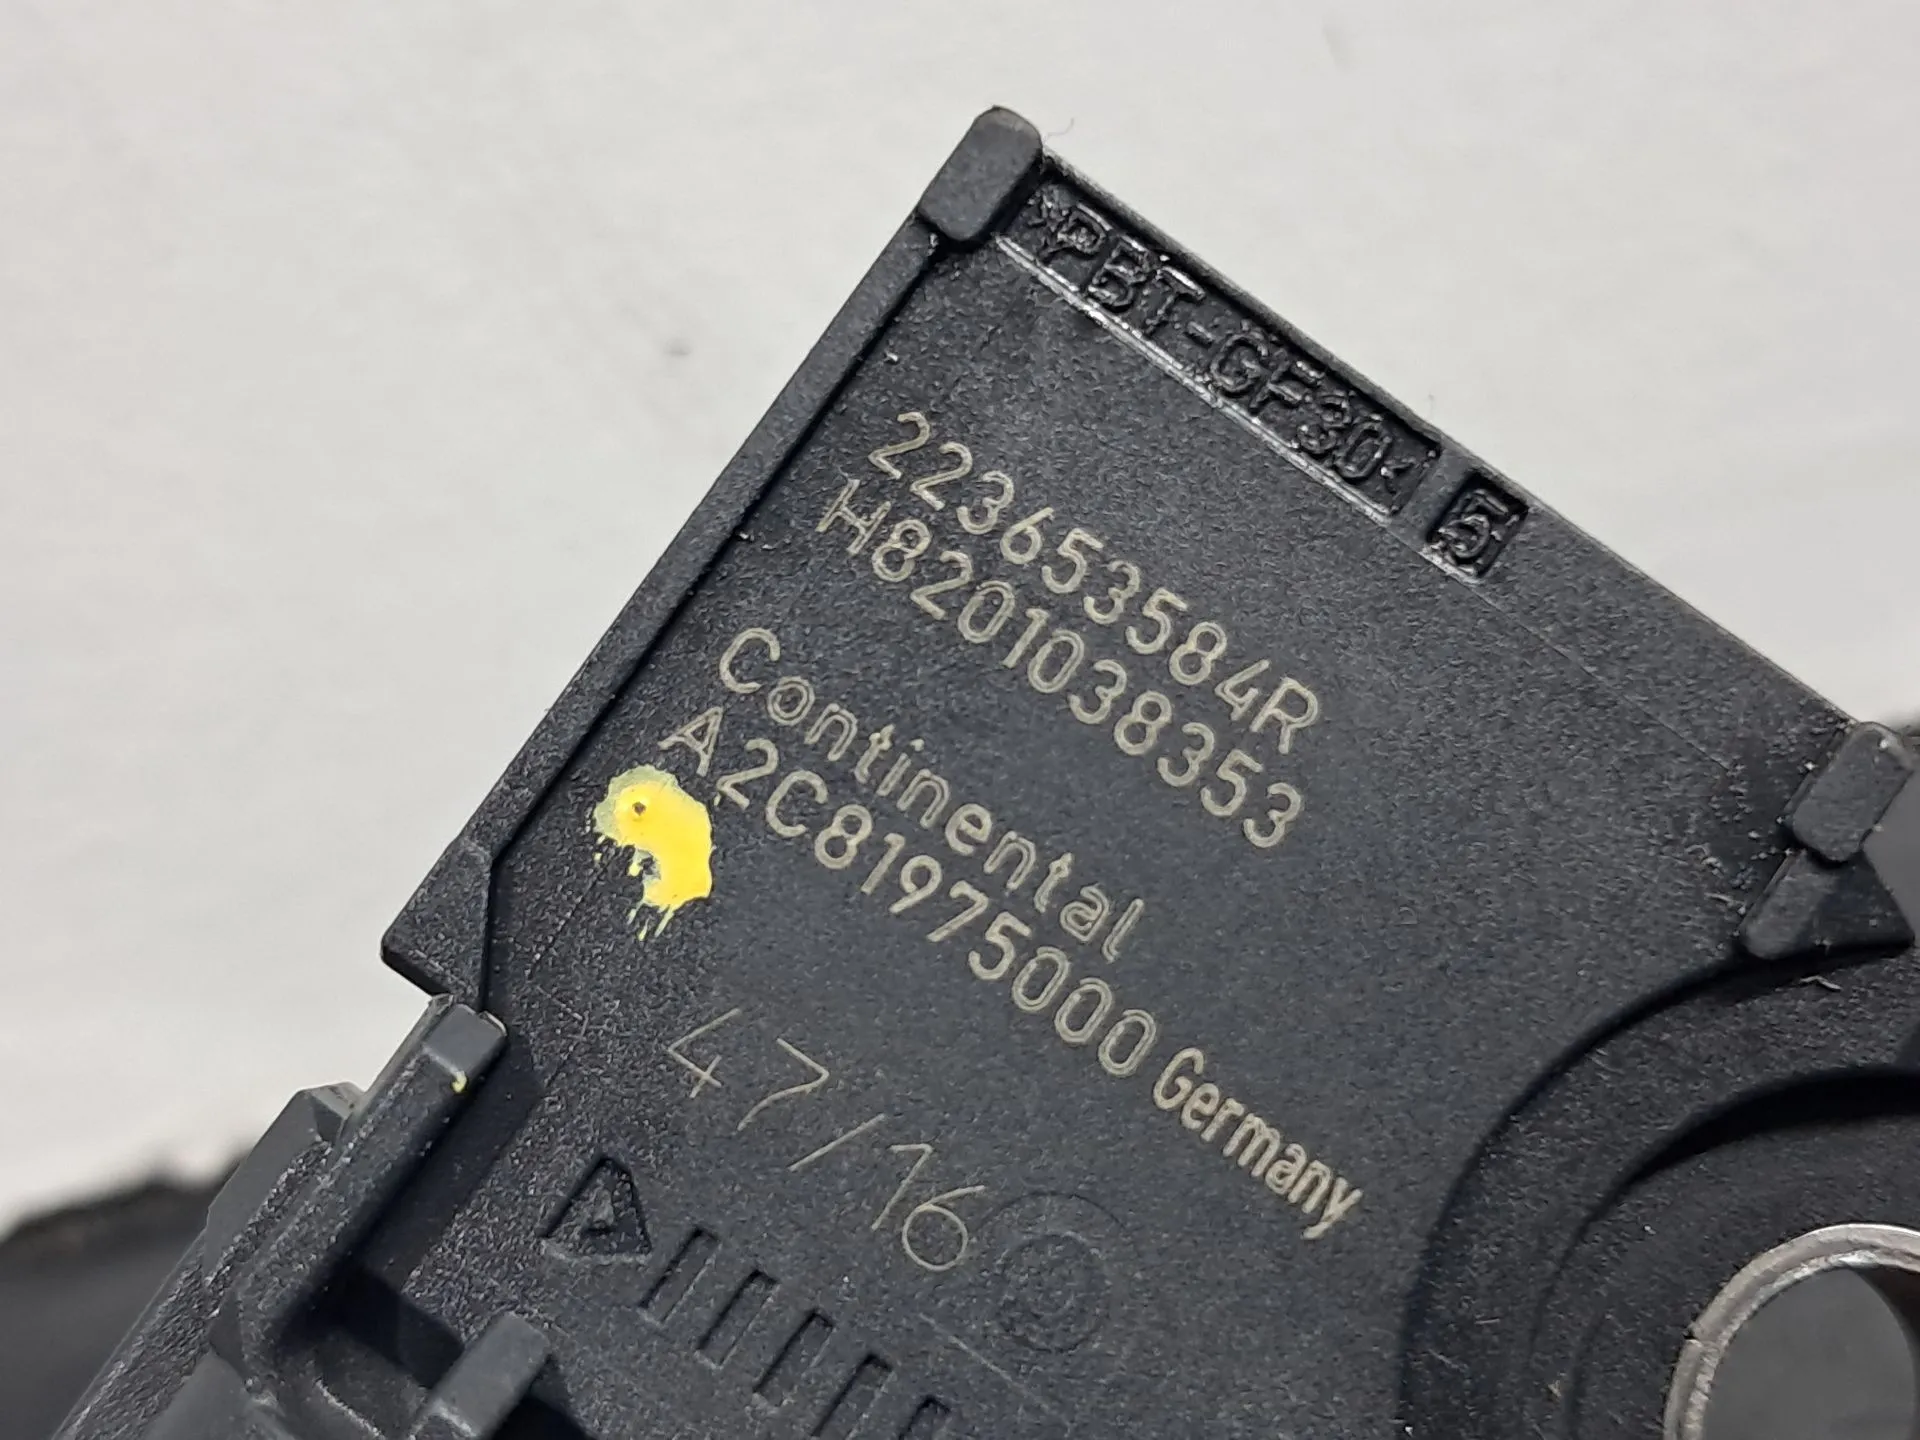 >PBT-GF30< 5
223653584R
H8201038353
Continental
A2C81975000 Germany
47/16